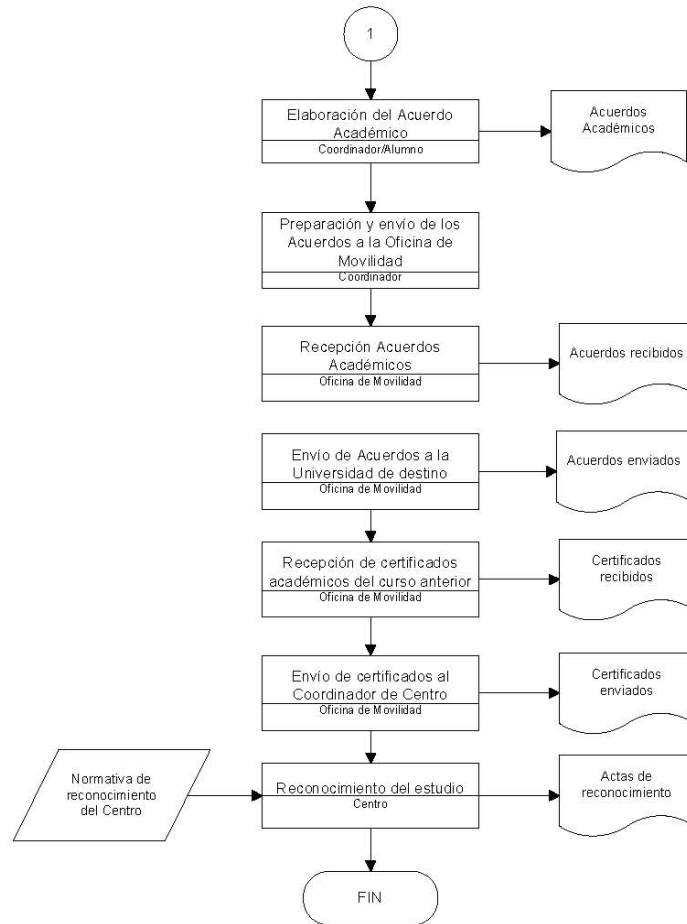 1
Elaboración del Acuerdo
Académico
Coordinador/Alumno
Acuerdos
Académicos
Preparación y envío de los
Acuerdos a la Oficina de
Movilidad
Coordinador
Recepción Acuerdos
Académicos
Oficina de Movilidad
Acuerdos recibidos
Envío de Acuerdos a la
Universidad de destino
Oficina de Movilidad
Acuerdos enviados
Recepción de certificados
académicos del curso anterior
Oficina de Movilidad
Certificados
recibidos
Envío de certificados al
Coordinador de Centro
Oficina de Movilidad
Certificados
enviados
Normativa de
reconocimiento
del Centro
Reconocimiento del estudio
Centro
Actas de
reconocimiento
FIN